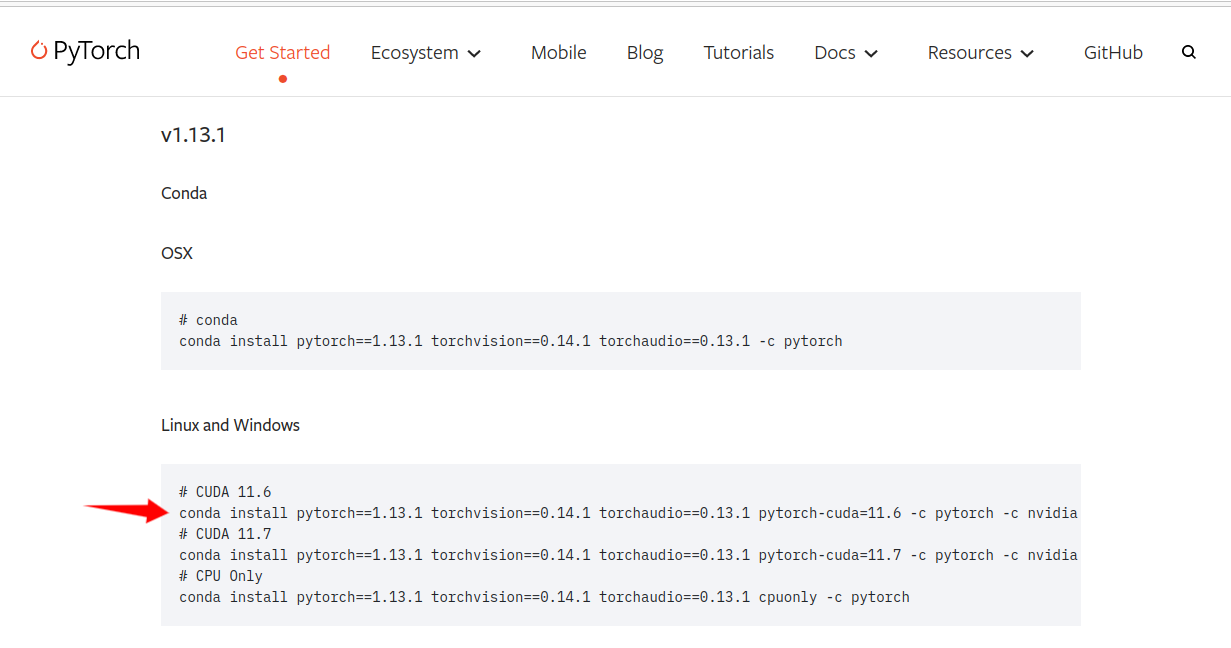 PyTorch Get Started Ecosystem Mobile Blog Tutorials Docs Resources GitHub
v1.13.1
Conda
OSX
# conda
conda install pytorch==1.13.1 torchvision==0.14.1 torchaudio==0.13.1 -c pytorch
Linux and Windows
# CUDA 11.6
conda install pytorch==1.13.1 torchvision==0.14.1 torchaudio==0.13.1 pytorch-cuda=11.6 -c pytorch -c nvidia
# CUDA 11.7
conda install pytorch==1.13.1 torchvision==0.14.1 torchaudio==0.13.1 pytorch-cuda=11.7 -c pytorch -c nvidia
# CPU Only
conda install pytorch==1.13.1 torchvision==0.14.1 torchaudio==0.13.1 cpuonly -c pytorch